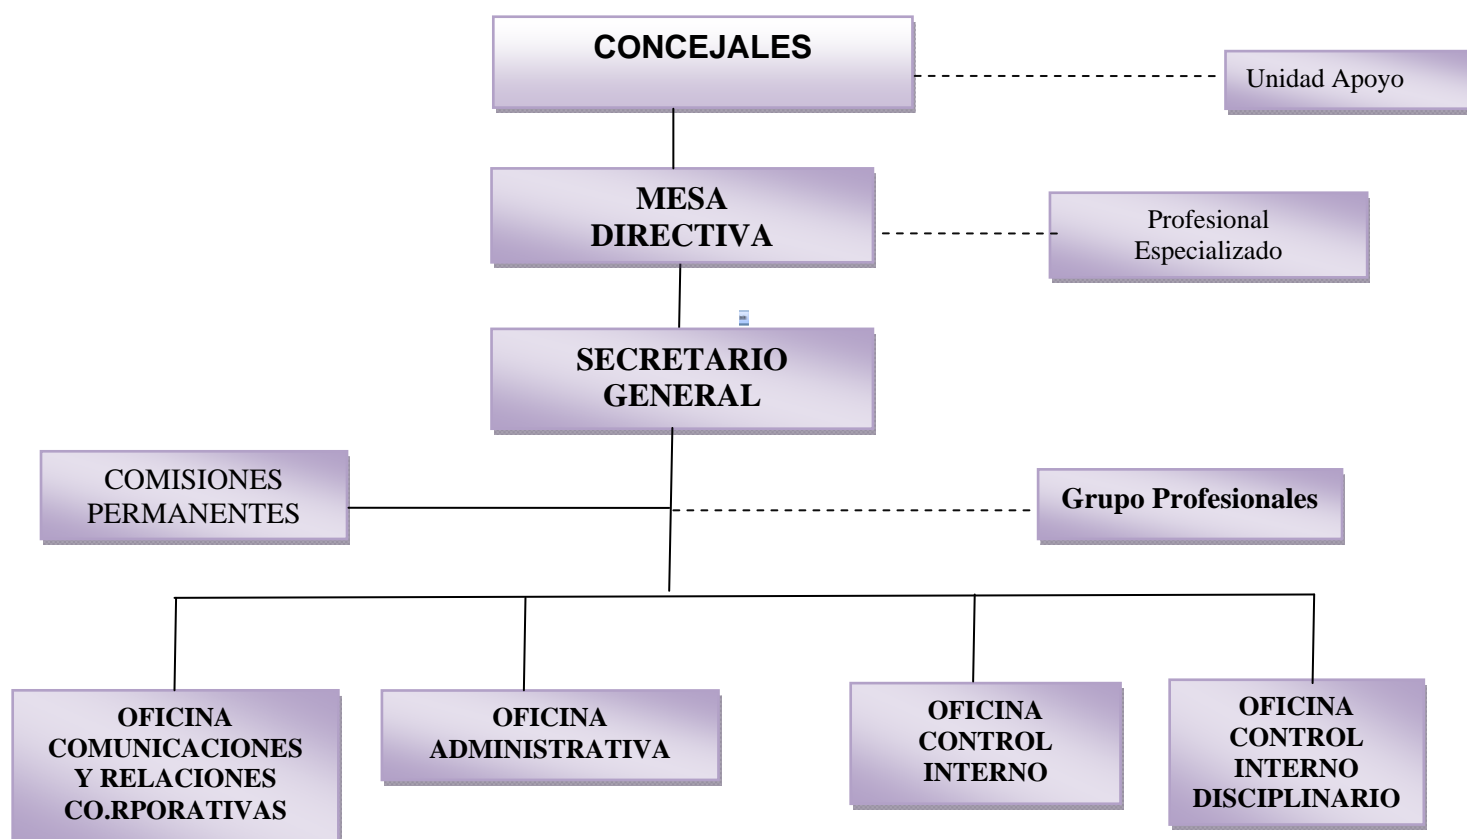 CONCEJALES
Unidad Apoyo
MESA
DIRECTIVA
Profesional
Especializado
SECRETARIO
GENERAL
COMISIONES
PERMANENTES
Grupo Profesionales
OFICINA
COMUNICACIONES
Y RELACIONES
CO.RPORATIVAS
OFICINA
ADMINISTRATIVA
OFICINA
CONTROL
INTERNO
OFICINA
CONTROL
INTERNO
DISCIPLINARIO